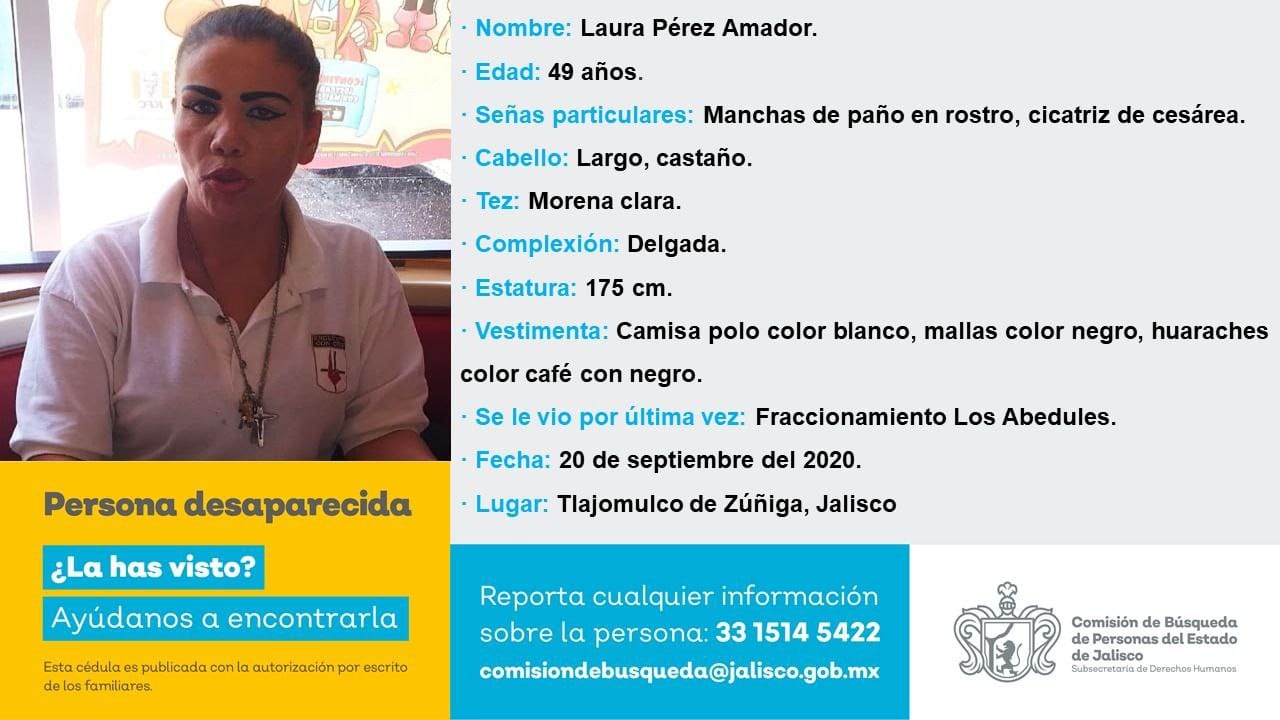 · Nombre: Laura Pérez Amador.
· Edad: 49 años.
· Señas particulares: Manchas de paño en rostro, cicatriz de cesárea.
· Cabello: Largo, castaño.
· Tez: Morena clara.
· Complexión: Delgada.
· Estatura: 175 cm.
· Vestimenta: Camisa polo color blanco, mallas color negro, huaraches
color café con negro.
· Se le vio por última vez: Fraccionamiento Los Abedules.
· Fecha: 20 de septiembre del 2020.
· Lugar: Tlajomulco de Zúñiga, Jalisco
Persona desaparecida
¿La has visto?
Ayúdanos a encontrarla
Esta cédula es publicada con la autorización por escrito
de los familiares.
Reporta cualquier información
sobre la persona: 33 1514 5422
comisiondebusqueda@jalisco.gob.mx
Comisión de Búsqueda
de Personas del Estado
de Jalisco
Subsecretaría de Derechos Humanos